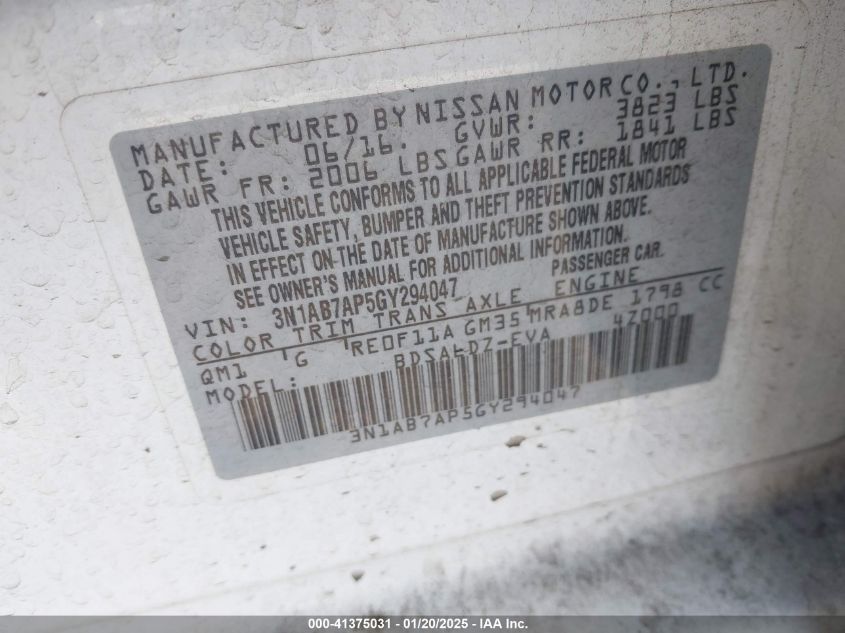 MANUFACTURED BY NISSAN MOTOR CO., LTD.
DATE: 06/16. GVWR: 3823 LBS
GAWR FR: 2006 LBS GAWR RR: 1841 LBS
THIS VEHICLE CONFORMS TO ALL APPLICABLE FEDERAL MOTOR
VEHICLE SAFETY, BUMPER AND THEFT PREVENTION STANDARDS
IN EFFECT ON THE DATE OF MANUFACTURE SHOWN ABOVE.
SEE OWNER'S MANUAL FOR ADDITIONAL INFORMATION.
VIN: 3N1AB7AP5GY294047 PASSENGER CAR.
COLOR TRIM TRANS AXLE ENGINE
QM1 G RE0F11A GM35 MRA8DE 1798 CC
MODEL: BDSALDZ-EVA 4Z000
3N1AB7AP5GY294047
000-41375031 - 01/20/2025 - IAA Inc.